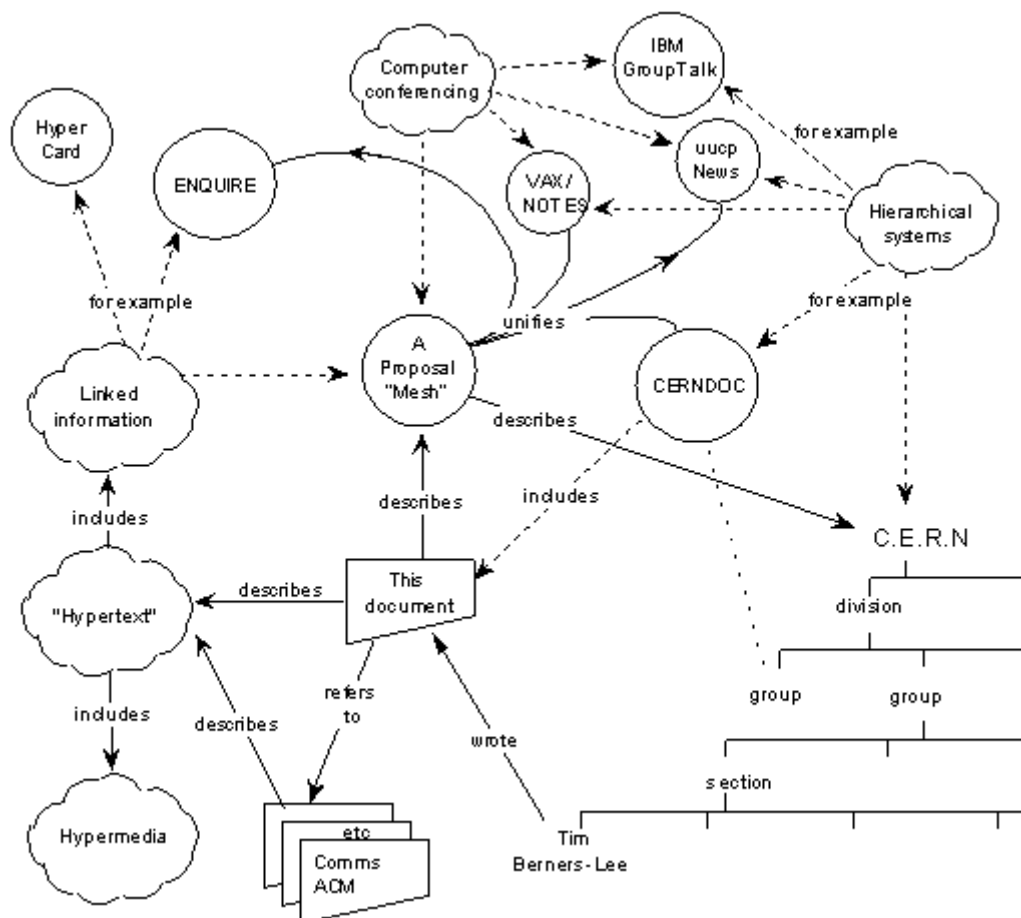 IBM
GroupTalk
Computer
conferencing
Hyper
Card
for example
uucp
News
ENQUIRE
VAX/
NOTES
Hierarchical
systems
for example
for example
unifies
A
Proposal
"Mesh"
CERNDOC
Linked
information
describes
includes
describes
includes
C.E.R.N
This
document
describes
"Hypertext"
division
refers
to
group
group
includes
describes
wrote
section
Hypermedia
etc
Comms
ACM
Tim
Berners-Lee